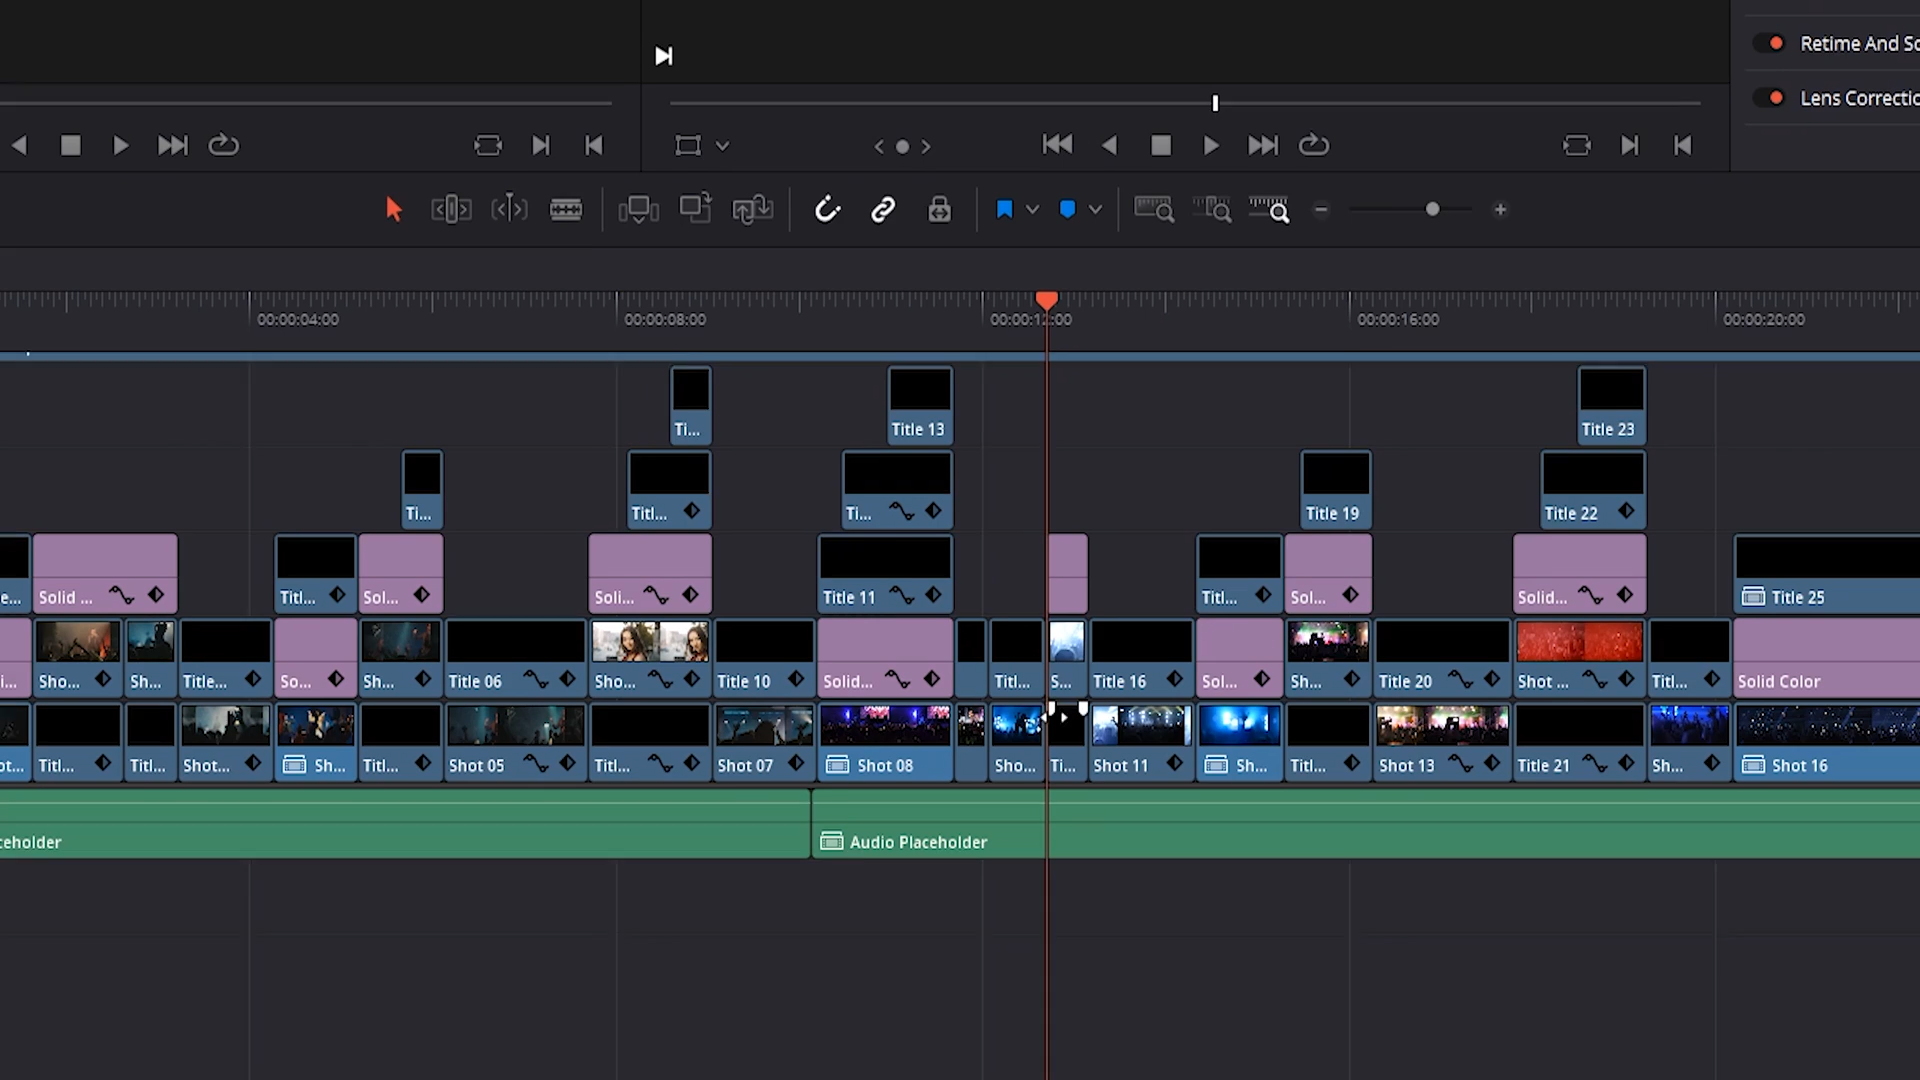 Retime And Sc
Lens Correctic
00:00:04:00
00:00:08:00
00:00:12:00
00:00:16:00
00:00:20:00
Ti...
Title 13
Title 23
Ti...
Titl...
Ti...
Title 19
Title 22
e...
Solid ...
Titl...
Sol...
Soli...
Title 11
Titl...
Sol...
Solid...
Title 25
i...
Sho...
Sh...
Title...
So...
Sh...
Title 06
Sho...
Title 10
Solid...
Titl...
S...
Title 16
Sol...
Sh...
Title 20
Shot ...
Titl...
Solid Color
ot...
Titl...
Titl...
Shot...
Sh...
Titl...
Shot 05
Titl...
Shot 07
Shot 08
Sho...
Ti...
Shot 11
Sh...
Titl...
Shot 13
Title 21
Sh...
Shot 16
ceholder
Audio Placeholder